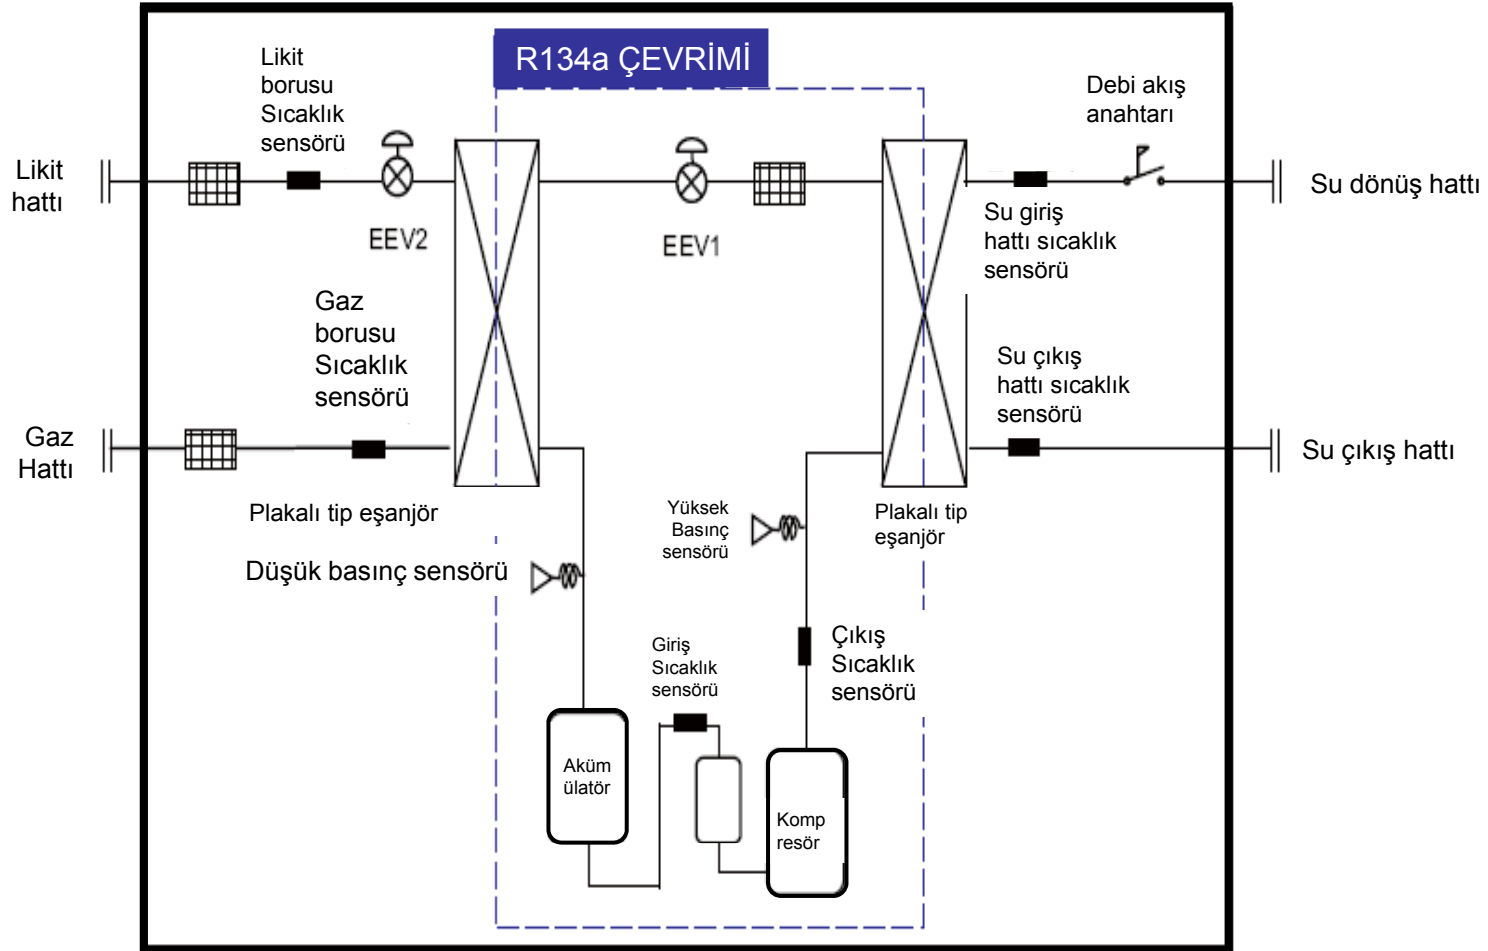 R134a ÇEVRİMİ
Likit
borusu
Sıcaklık
sensörü
Debi akış
anahtarı
Likit
hattı
Su dönüş hattı
EEV2
EEV1
Su giriş
hattı sıcaklık
sensörü
Gaz
borusu
Sıcaklık
sensörü
Su çıkış
hattı sıcaklık
sensörü
Gaz
Hattı
Su çıkış hattı
Plakalı tip eşanjör
Yüksek
Basınç
sensörü
Plakalı tip
eşanjör
Düşük basınç sensörü
Giriş
Sıcaklık
sensörü
Çıkış
Sıcaklık
sensörü
Aküm
ülatör
Komp
resör